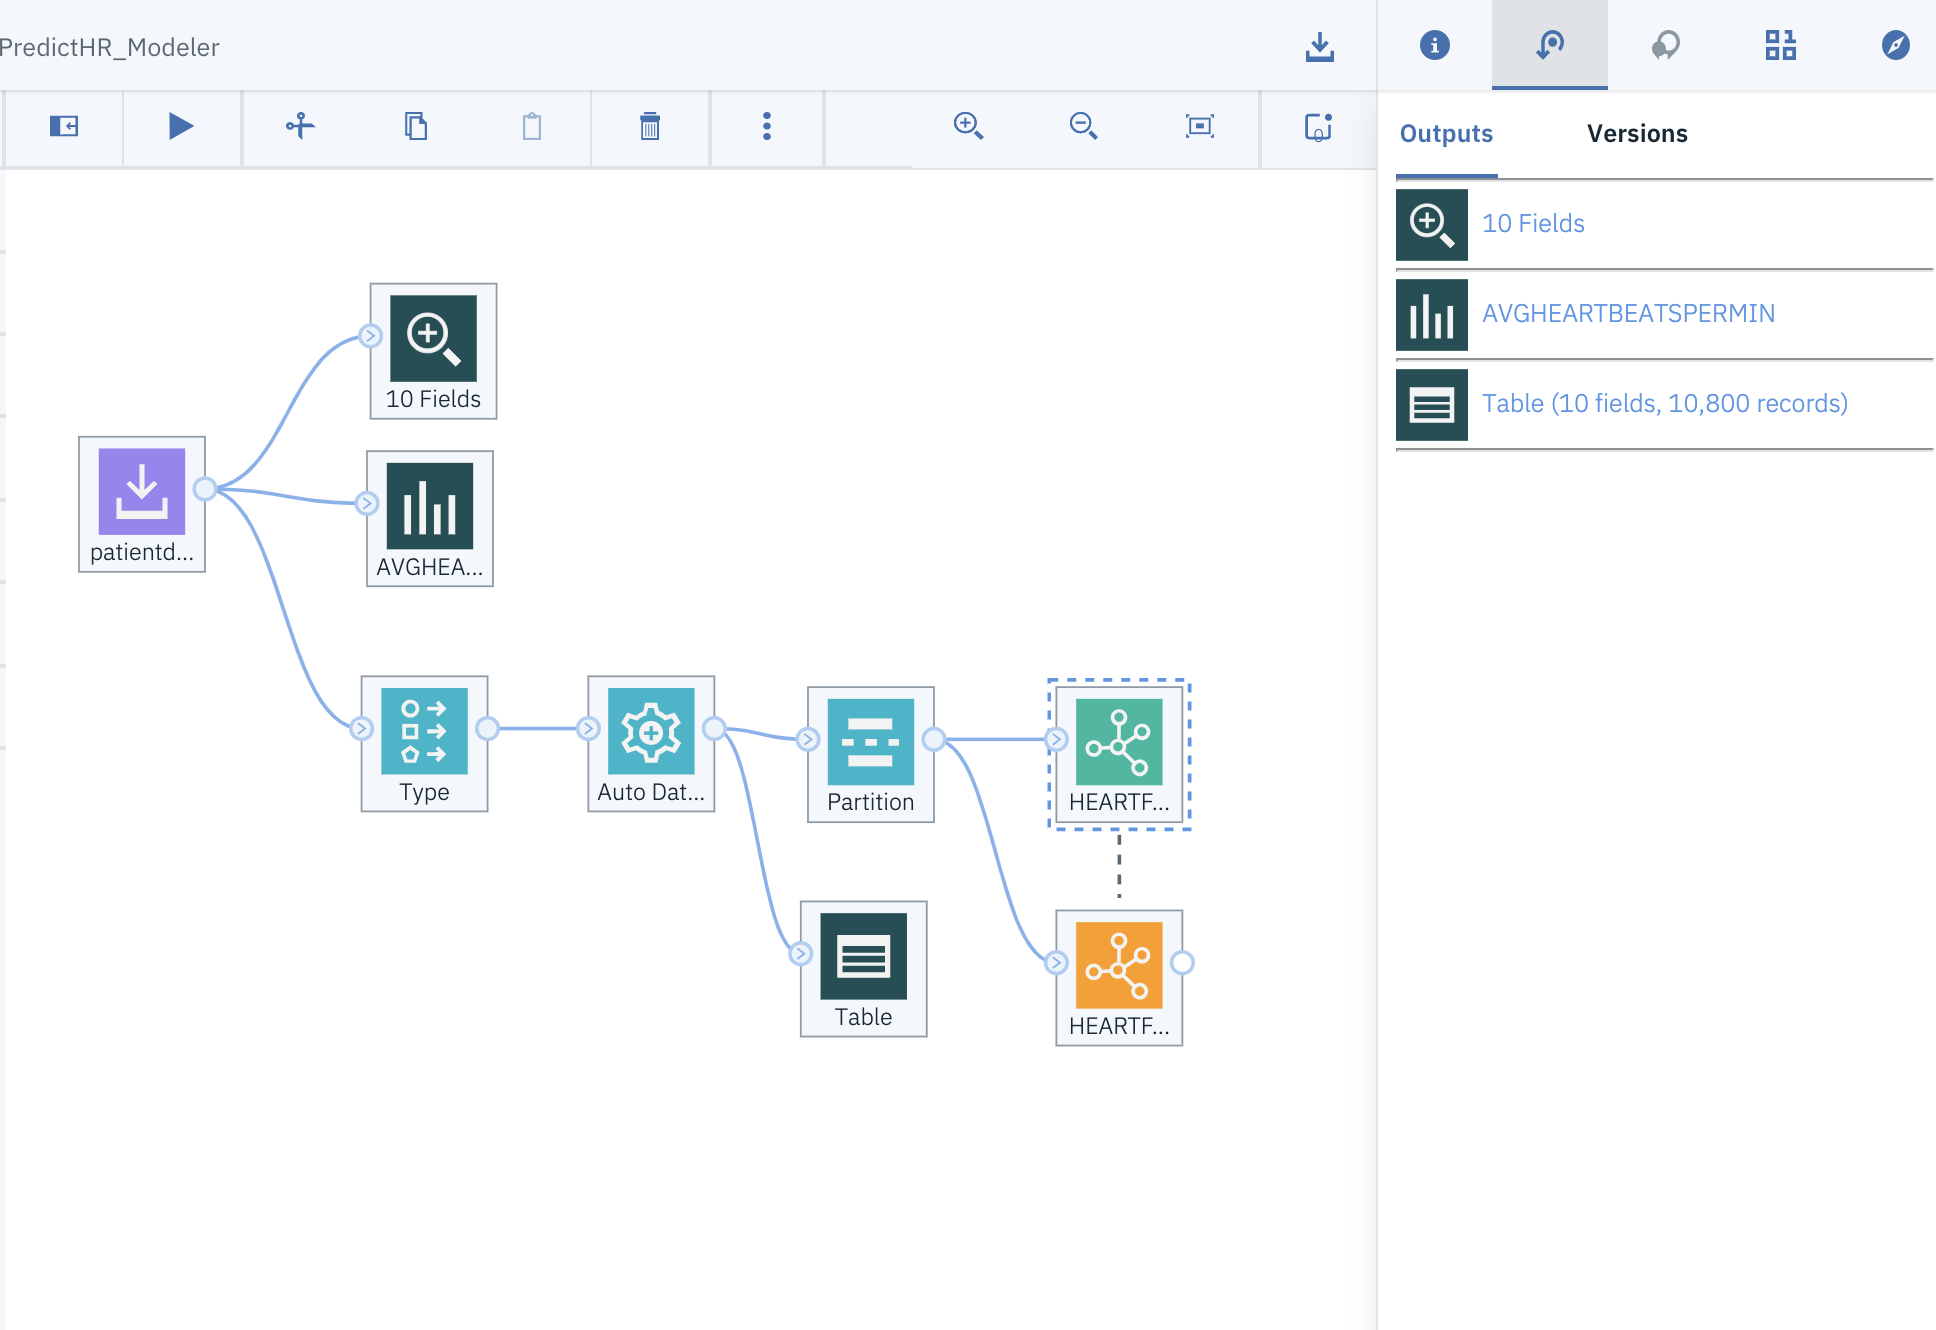 PredictHR_Modeler
Outputs
Versions
10 Fields
AVGHEARTBEATSPERMIN
Table (10 fields, 10,800 records)
10 Fields
patientd...
AVGHEA...
Type
Auto Dat...
Partition
HEARTF...
Table
HEARTF...